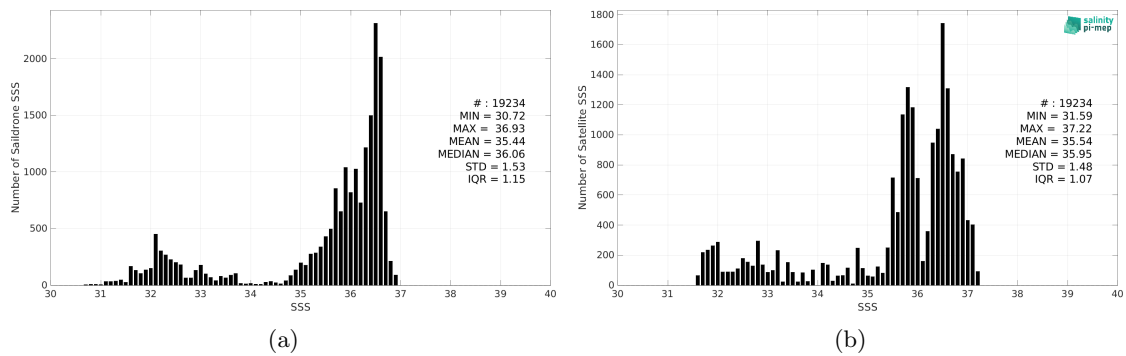 Number of Saildrone SSS
2000
1500
1000
500
0
# : 19234
MIN = 30.72
MAX = 36.93
MEAN = 35.44
MEDIAN = 36.06
STD = 1.53
IQR = 1.15
30 31 32 33 34 35 36 37 38 39 40
SSS
(a)
Number of Satellite SSS
1800
1600
1400
1200
1000
800
600
400
200
0
salinity
pi-mep
# : 19234
MIN = 31.59
MAX = 37.22
MEAN = 35.54
MEDIAN = 35.95
STD = 1.48
IQR = 1.07
30 31 32 33 34 35 36 37 38 39 40
SSS
(b)